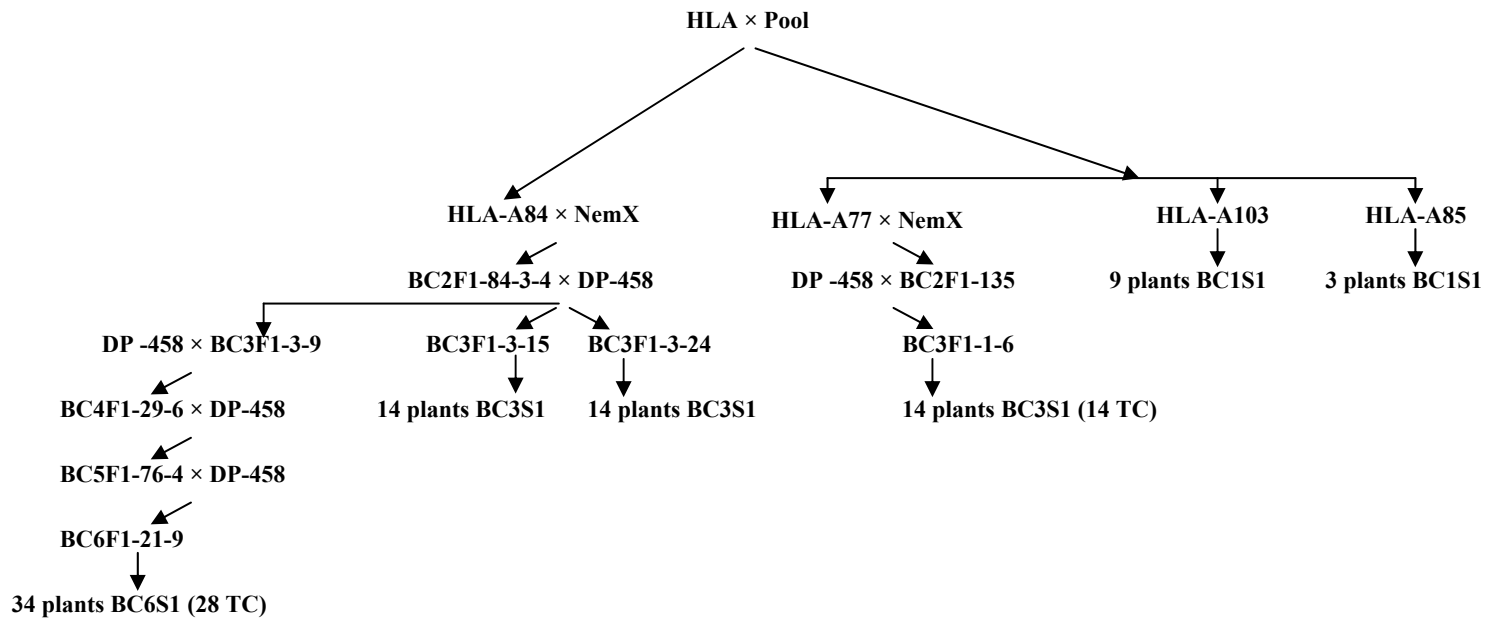 HLA × Pool
HLA-A84 × NemX
HLA-A77 × NemX
HLA-A103
HLA-A85
BC2F1-84-3-4 × DP-458
DP -458 × BC2F1-135
9 plants BC1S1
3 plants BC1S1
DP -458 × BC3F1-3-9
BC3F1-3-15
BC3F1-3-24
BC3F1-1-6
BC4F1-29-6 × DP-458
14 plants BC3S1
14 plants BC3S1
14 plants BC3S1 (14 TC)
BC5F1-76-4 × DP-458
BC6F1-21-9
34 plants BC6S1 (28 TC)